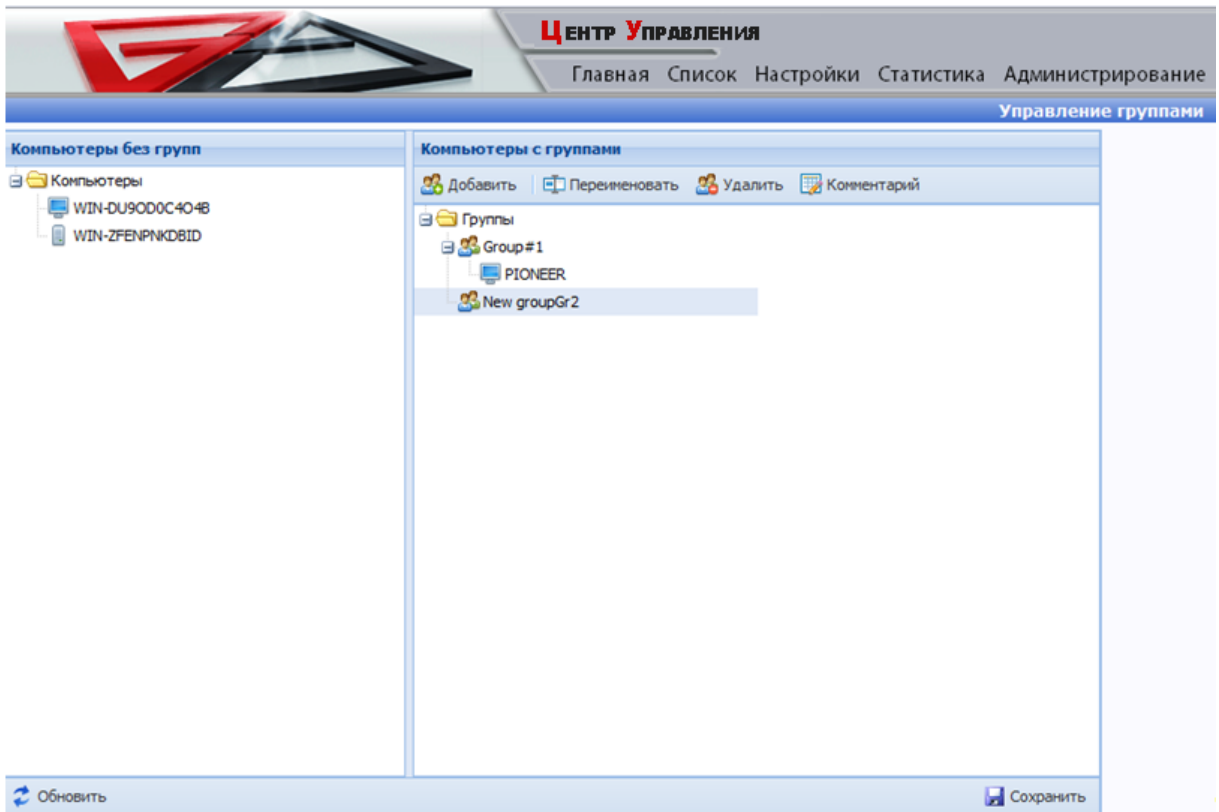 Центр Управления
Главная Список Настройки Статистика Администрирование
Управление группами
Компьютеры без групп
Компьютеры
WIN-DU9OD0C4O4B
WIN-ZFENPNKDBID
Компьютеры с группами
Добавить Переименовать Удалить Комментарий
Группы
Group#1
PIONEER
New groupGr2
Обновить
Сохранить